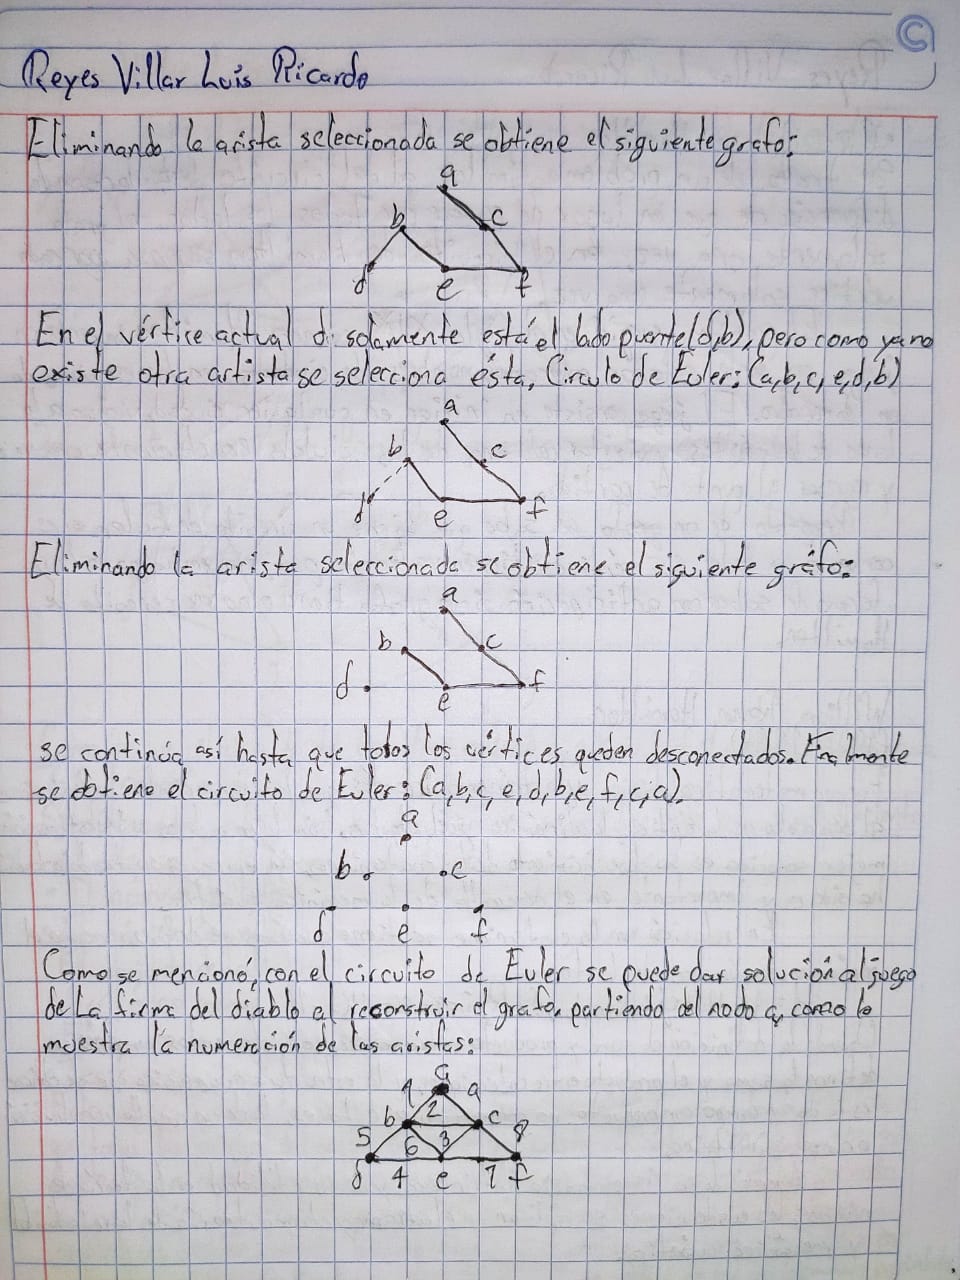 Reyes Villar Luis Ricardo
Eliminando la arista seleccionada se obtiene el siguiente grafo:
a
b c
d e f
En el vértice actual d solamente está el lado puente (d,b), pero como ya no
existe otra artista se selecciona ésta, Circulo de Euler: (a,b,c,e,d,b)
a
b c
d e f
Eliminando la arista seleccionada se obtiene el siguiente gráfo:
a
b c
d e f
se continúa así hasta que todos los vértices queden desconectados. Finalmente
se obtiene el circuito de Euler: (a,b,c,e,d,b,e,f,c,a).
a
b c
d e f
Como se mencionó, con el circuito de Euler se puede dar solución al juego
de La firma del diablo al reconstruir el grafo, partiendo del nodo a, como lo
muestra la numeración de las aristas:
a
1 9
b 2 c
5 6 3 8
d 4 e 7 f